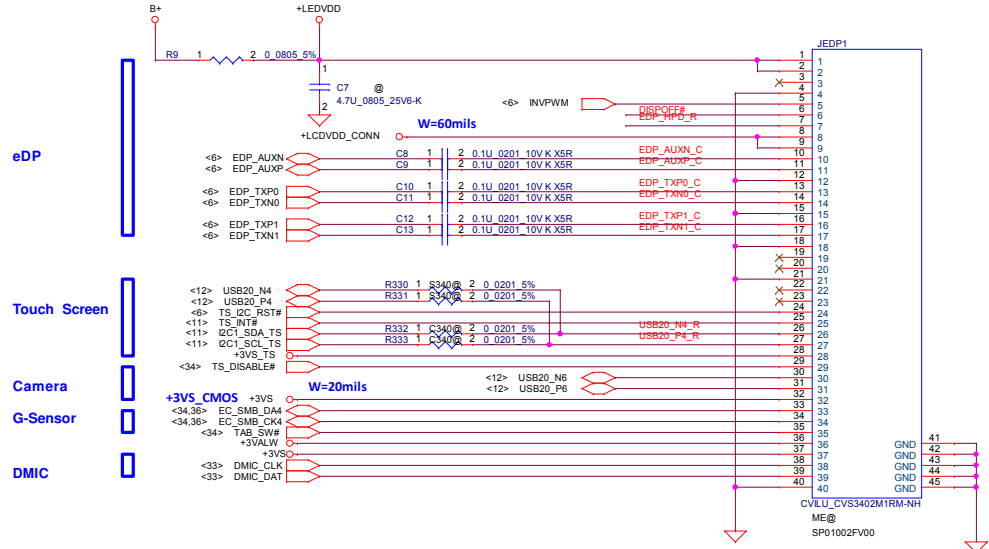 B+
+LEDVDD
R9 1 2 0_0805_5%
1
C7 @
4.7U_0805_25V6-K
2
JEDP1
1 1
2 2
3 3
4 4
<6> INVPWM 5 5
DISPOFF# 6 6
EDP_HPD_R 7 7
W=60mils
+LCDVDD_CONN 8 8
9 9
eDP
<6> EDP_AUXN C8 1 2 0.1U_0201_10V K X5R EDP_AUXN_C 10 10
<6> EDP_AUXP C9 1 2 0.1U_0201_10V K X5R EDP_AUXP_C 11 11
12 12
<6> EDP_TXP0 C10 1 2 0.1U_0201_10V K X5R EDP_TXP0_C 13 13
<6> EDP_TXN0 C11 1 2 0.1U_0201_10V K X5R EDP_TXN0_C 14 14
15 15
<6> EDP_TXP1 C12 1 2 0.1U_0201_10V K X5R EDP_TXP1_C 16 16
<6> EDP_TXN1 C13 1 2 0.1U_0201_10V K X5R EDP_TXN1_C 17 17
18 18
19 19
20 20
21 21
Touch Screen
<12> USB20_N4 R330 1 S340@ 2 0_0201_5% 22 22
<12> USB20_P4 R331 1 S340@ 2 0_0201_5% 23 23
<6> TS_I2C_RST# 24 24
<11> TS_INT# 25 25
<11> I2C1_SDA_TS R332 1 C340@ 2 0_0201_5% USB20_N4_R 26 26
<11> I2C1_SCL_TS R333 1 C340@ 2 0_0201_5% USB20_P4_R 27 27
+3VS_TS 28 28
<34> TS_DISABLE# 29 29
Camera
<12> USB20_N6 30 30
<12> USB20_P6 31 31
W=20mils
+3VS_CMOS +3VS 32 32
G-Sensor
<34,36> EC_SMB_DA4 33 33
<34,36> EC_SMB_CK4 34 34
<34> TAB_SW# 35 35
+3VALW 36 36
+3VS 37 37
DMIC
<33> DMIC_CLK 38 38
<33> DMIC_DAT 39 39
40 40
GND 41
GND 42
GND 43
GND 44
GND 45
CVILU_CVS3402M1RM-NH
ME@
SP01002FV00